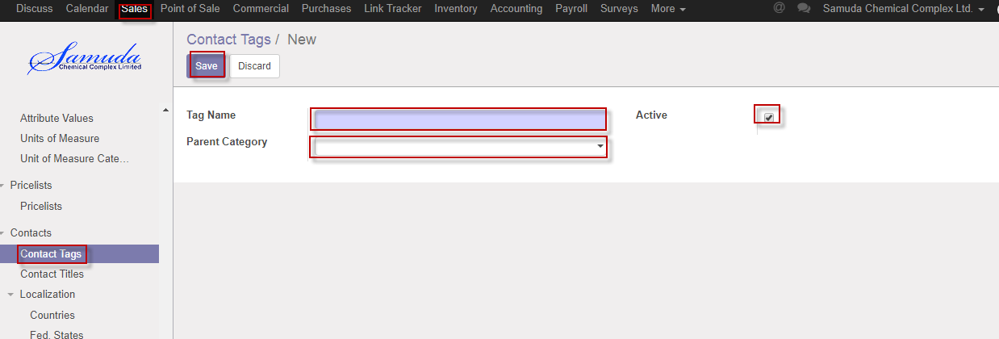 Discuss Calendar Sales Point of Sale Commercial Purchases Link Tracker Inventory Accounting Payroll Surveys More @ Samuda Chemical Complex Ltd.
Samuda
Chemical Complex Limited
Contact Tags / New
Save Discard
Tag Name Active
Parent Category
Attribute Values
Units of Measure
Unit of Measure Cate...
Pricelists
Pricelists
Contacts
Contact Tags
Contact Titles
Localization
Countries
Fed. States